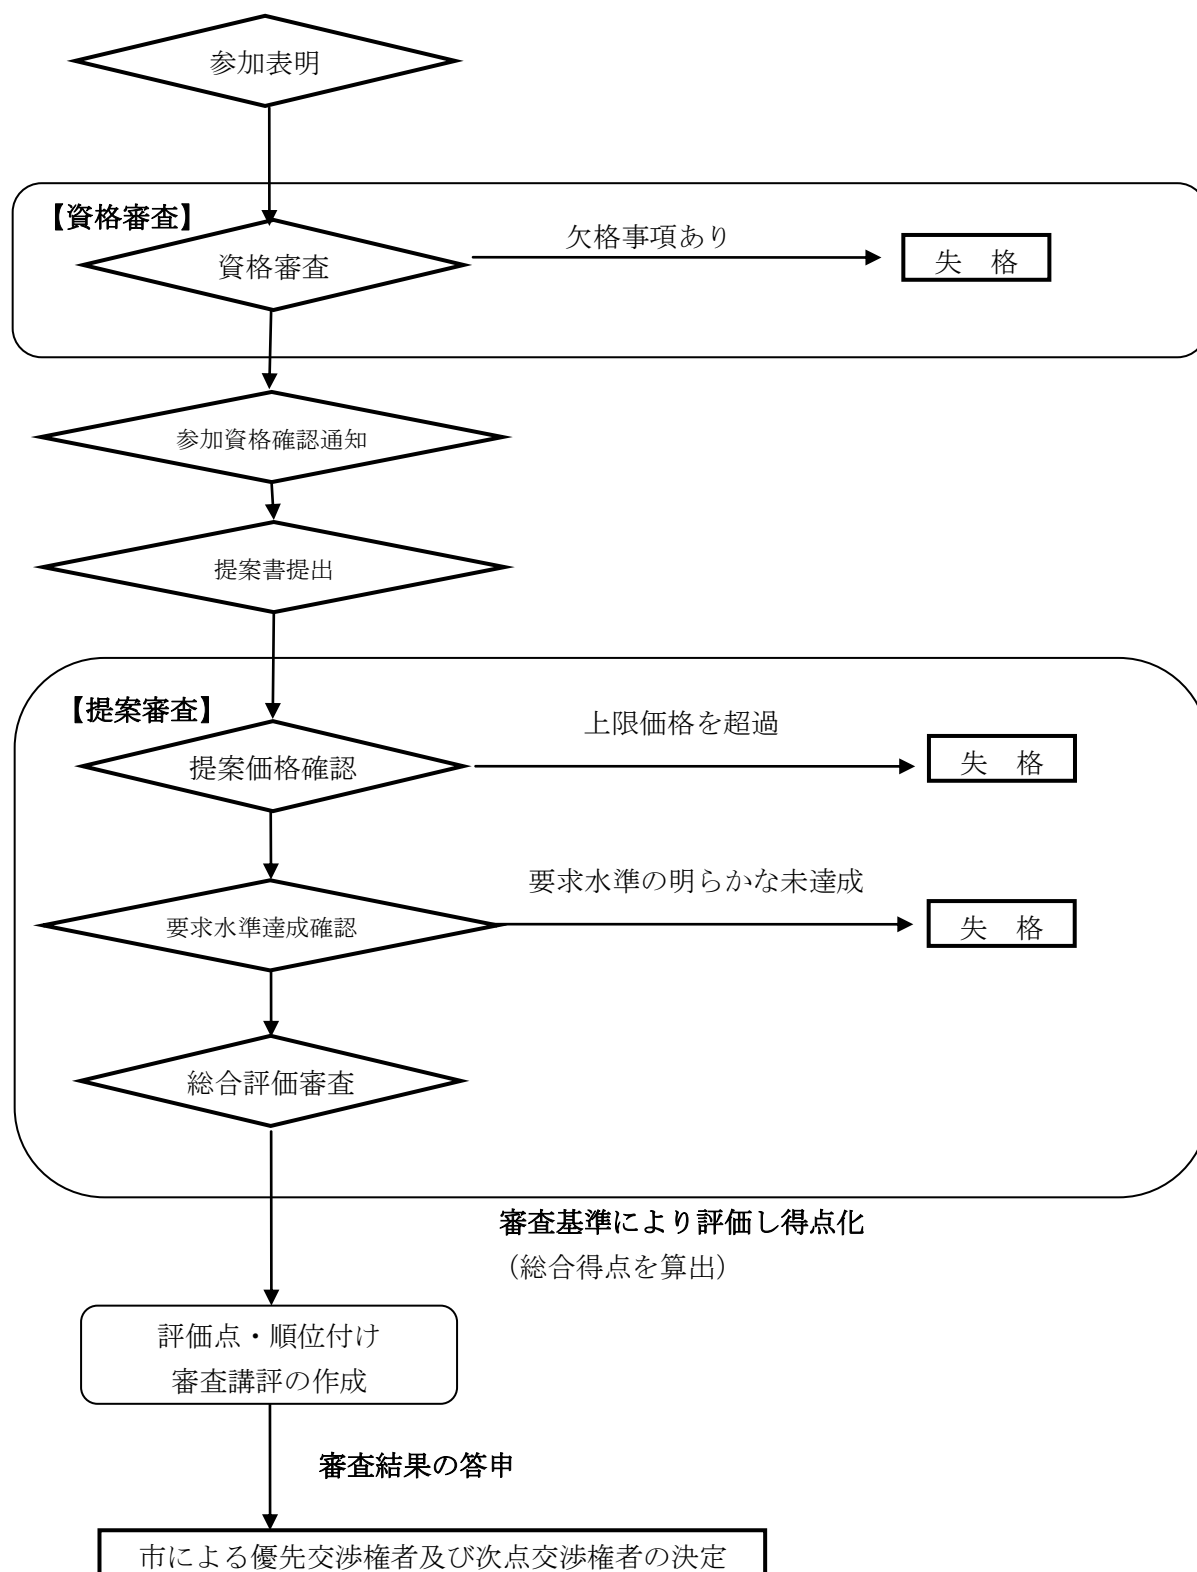 参加表明
【資格審査】
欠格事項あり
資格審査
失　格
参加資格確認通知
提案書提出
【提案審査】
上限価格を超過
提案価格確認
失　格
要求水準の明らかな未達成
要求水準達成確認
失　格
総合評価審査
審査基準により評価し得点化
（総合得点を算出）
評価点・順位付け
審査講評の作成
審査結果の答申
市による優先交渉権者及び次点交渉権者の決定